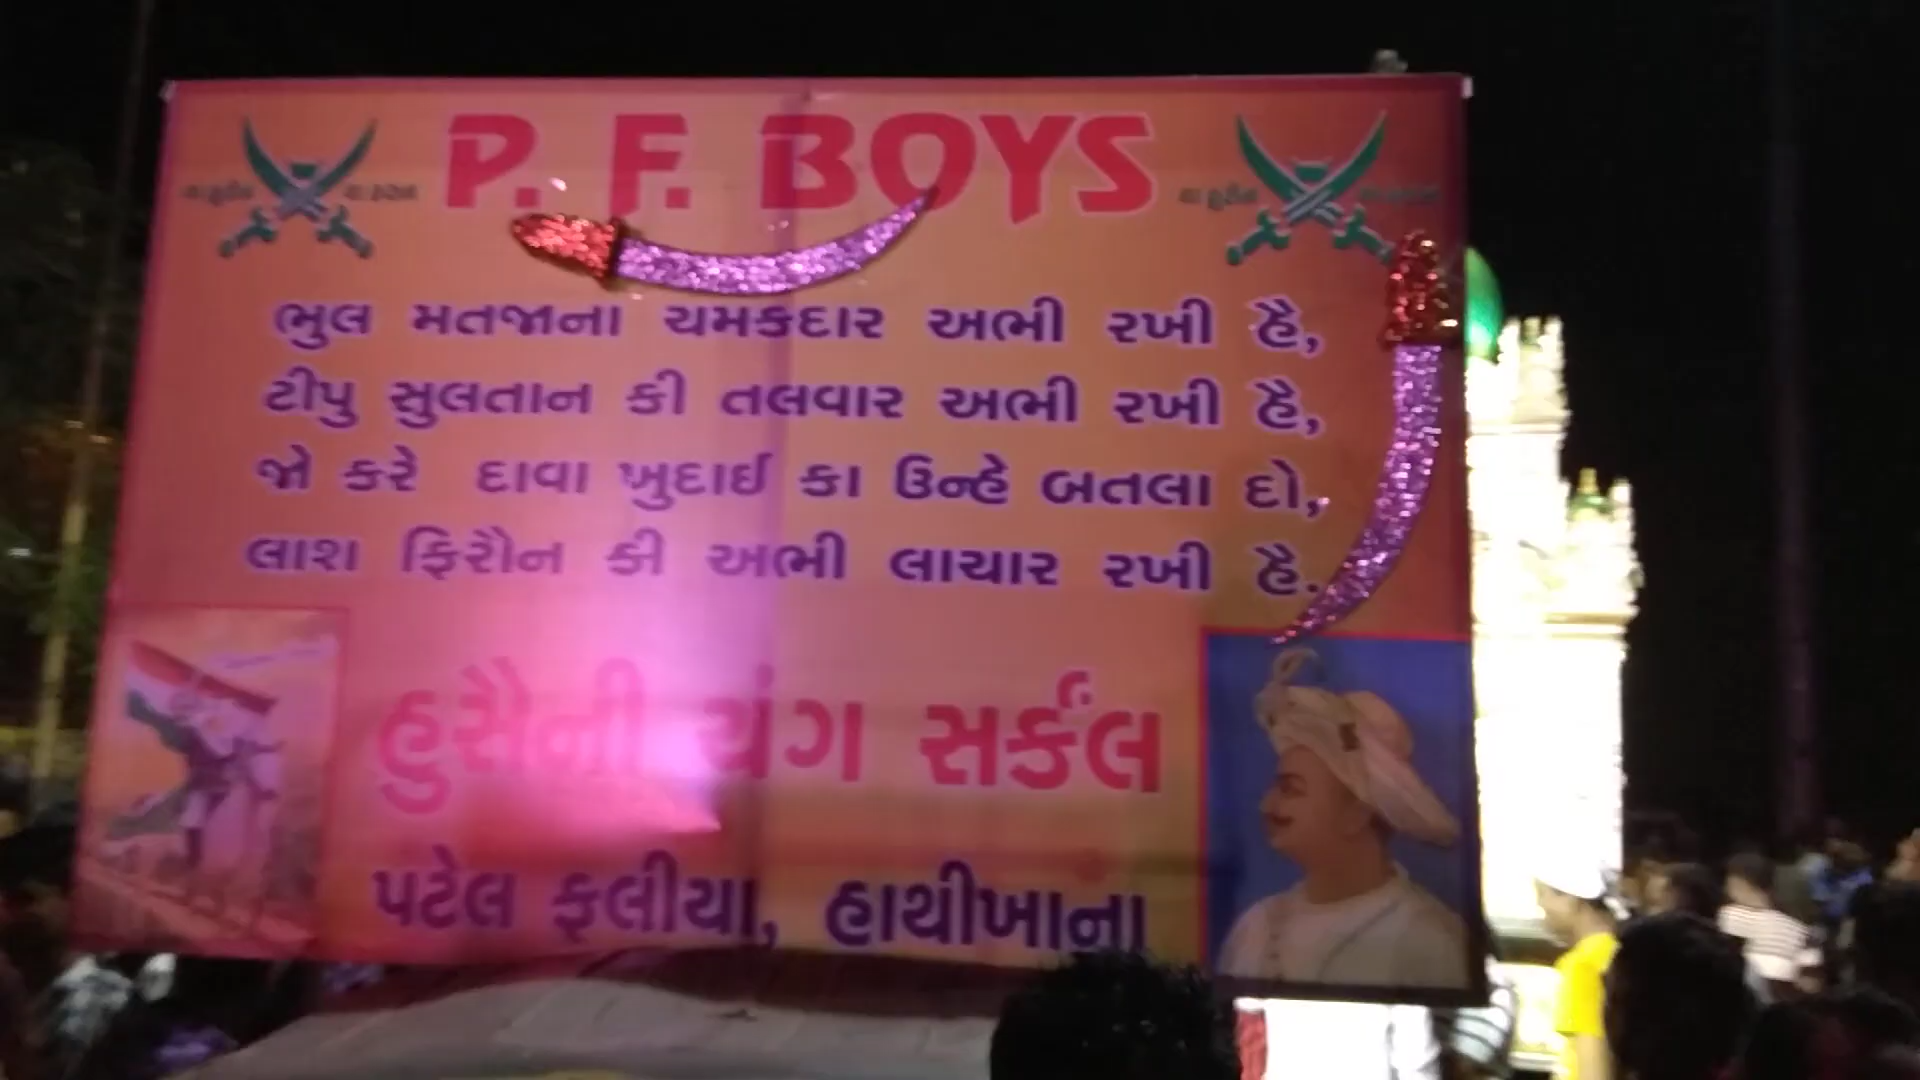 P. F. BOYS
ભુલ મતજાના ચમકદાર અભી રખી હૈ,
ટીપુ સુલતાન કી તલવાર અભી રખી હૈ,
જો કરે દાવા ખુદાઈ કા ઉન્હે બતલા દો,
લાશ ફિરૌન કી અભી લાચાર રખી હૈ.
હુસૈની યંગ સર્કલ
પટેલ ફલીયા, હાથીખાના